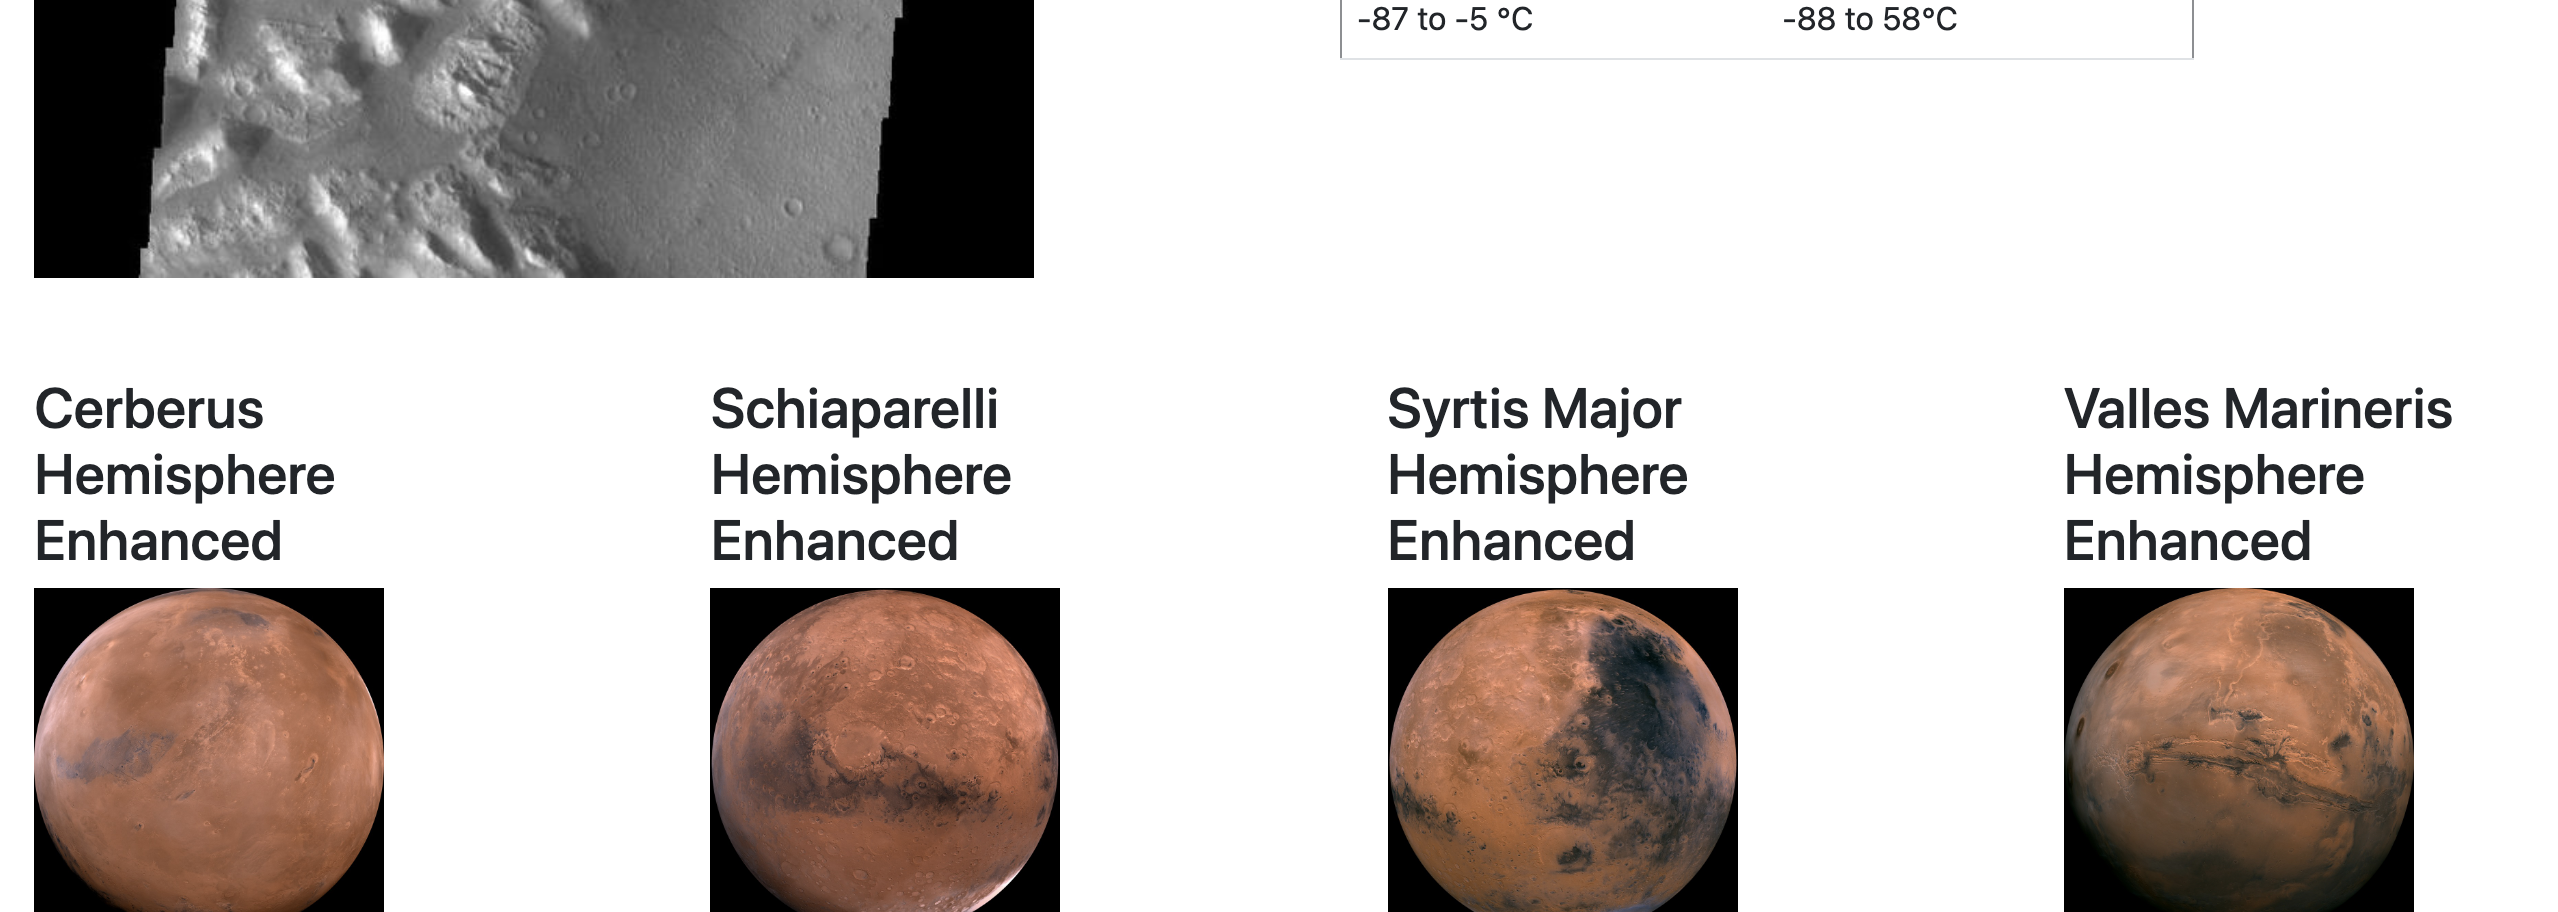 -87 to -5 °C -88 to 58°C
Cerberus
Hemisphere
Enhanced
Schiaparelli
Hemisphere
Enhanced
Syrtis Major
Hemisphere
Enhanced
Valles Marineris
Hemisphere
Enhanced